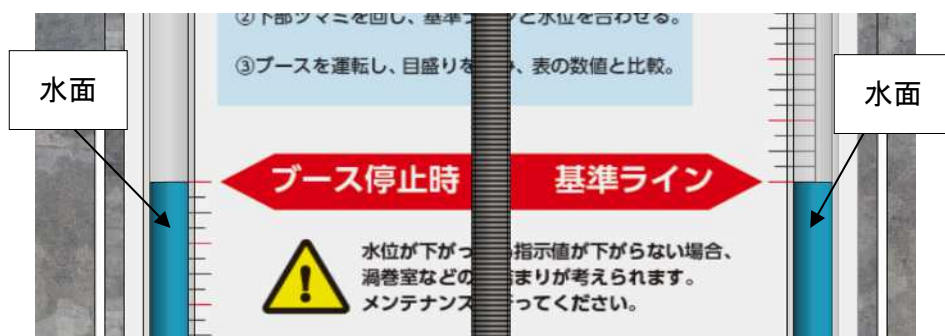 ②下部ツマミを回し、基準ラ と水位を合わせる。
③ブースを運転し、目盛りを 、表の数値と比較。
水面
水面
ブース停止時 基準ライン
水位が下がっ 指示値が下がらない場合、
渦巻室などの まりが考えられます。
メンテナンス ってください。